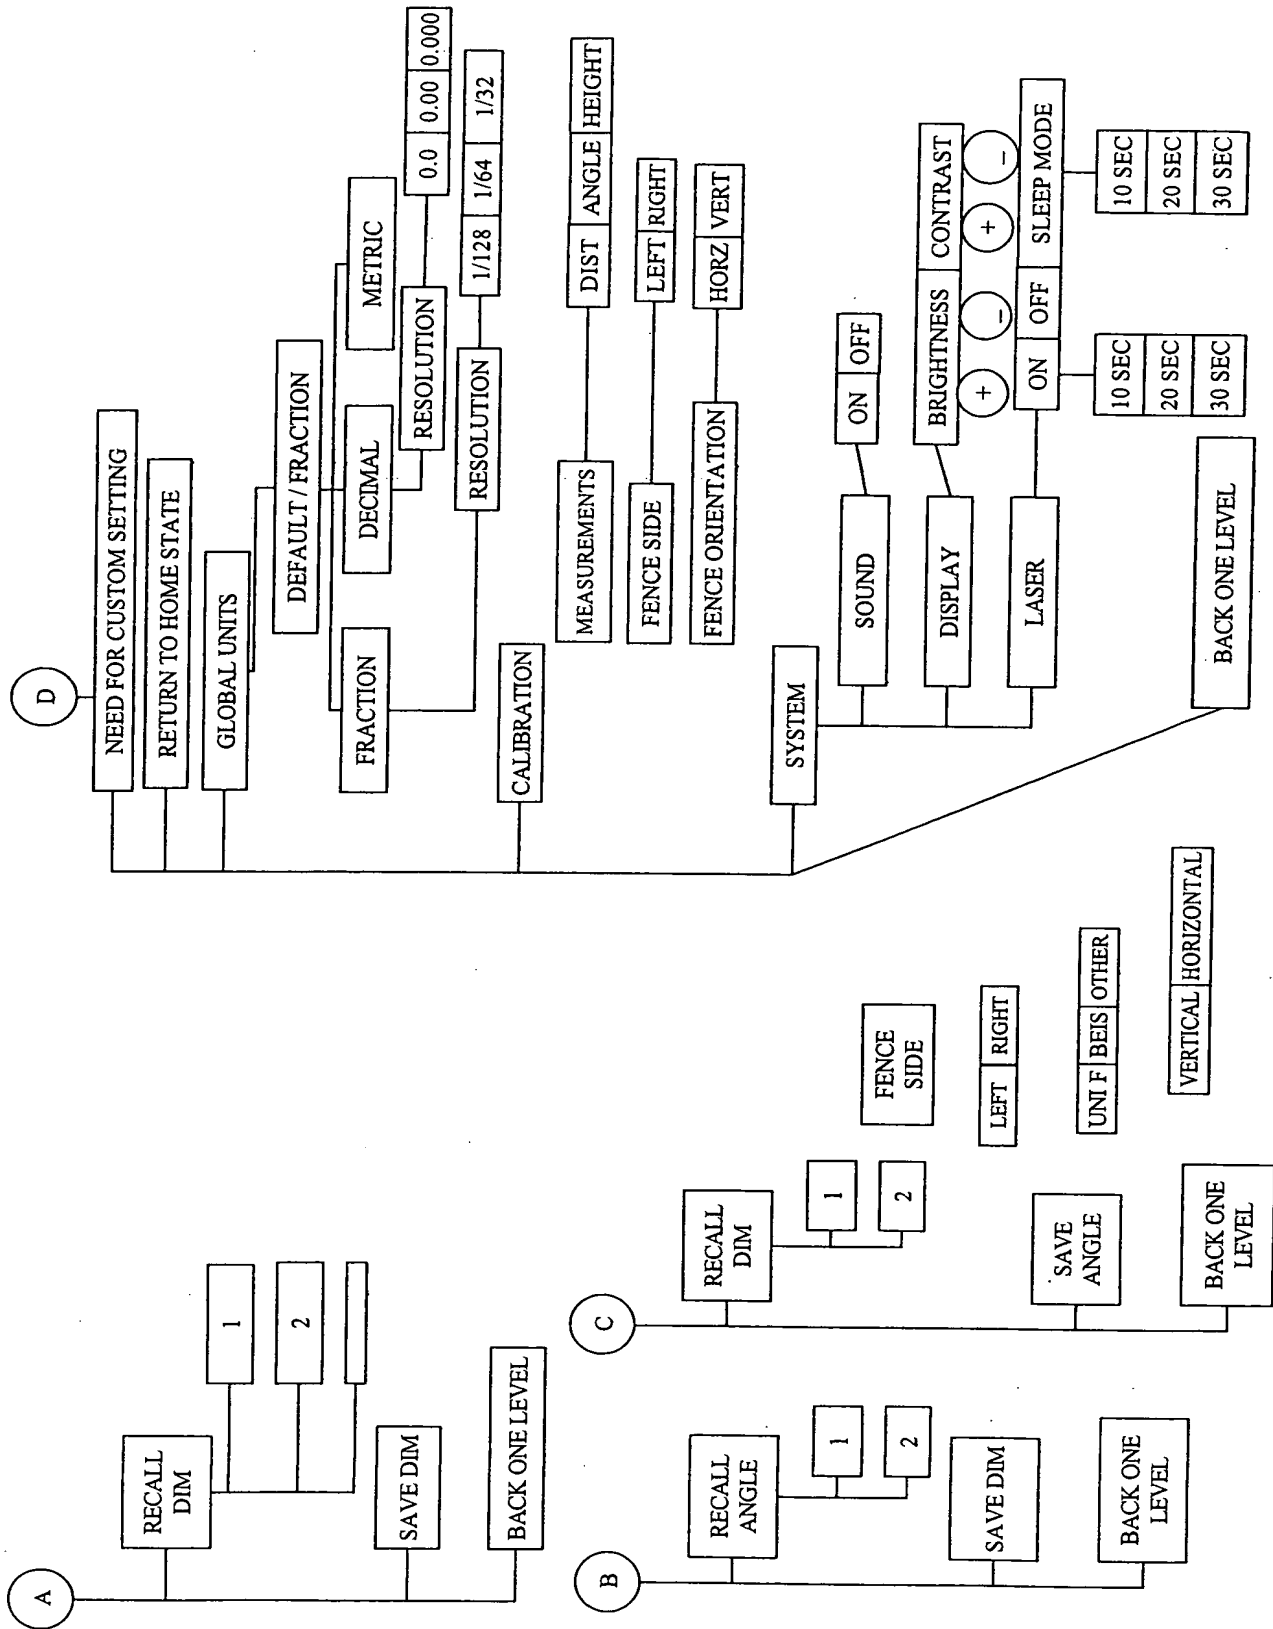 A
RECALL
DIM
1
2
SAVE DIM
BACK ONE LEVEL
B
RECALL
ANGLE
1
2
SAVE DIM
BACK ONE
LEVEL
C
RECALL
DIM
1
2
SAVE
ANGLE
BACK ONE
LEVEL
FENCE
SIDE
LEFT RIGHT
UNI F BEIS OTHER
VERTICAL HORIZONTAL
D
NEED FOR CUSTOM SETTING
RETURN TO HOME STATE
GLOBAL UNITS
DEFAULT / FRACTION
FRACTION DECIMAL METRIC
RESOLUTION 0.0 0.00 0.000
RESOLUTION 1/128 1/64 1/32
CALIBRATION
MEASUREMENTS DIST ANGLE HEIGHT
FENCE SIDE LEFT RIGHT
FENCE ORIENTATION HORZ VERT
SYSTEM
SOUND ON OFF
DISPLAY BRIGHTNESS CONTRAST
+ - + -
LASER ON OFF SLEEP MODE
10 SEC 10 SEC
20 SEC 20 SEC
30 SEC 30 SEC
BACK ONE LEVEL